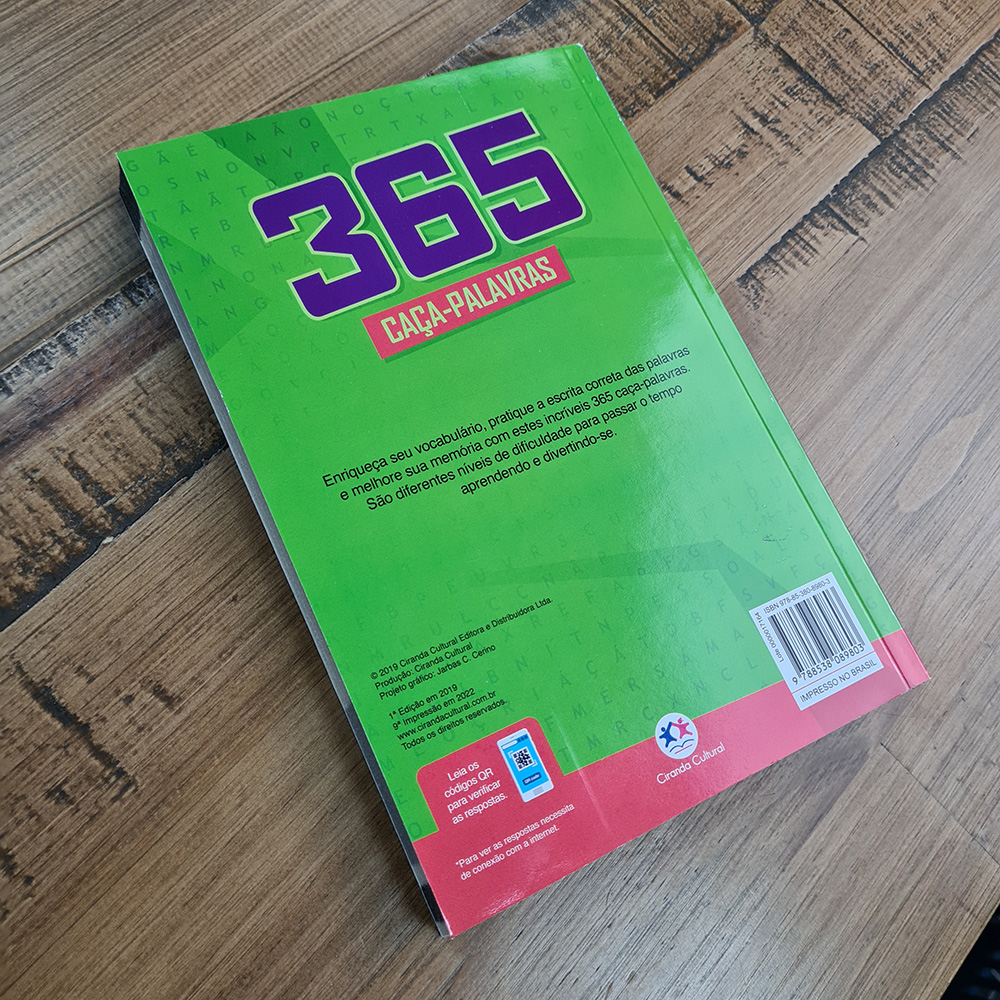 365
CAÇA-PALAVRAS
Enriqueça seu vocabulário, pratique a escrita correta das palavras
e melhore sua memória com estes incríveis 365 caça-palavras.
São diferentes níveis de dificuldade para passar o tempo
aprendendo e divertindo-se.
© 2019 Ciranda Cultural Editora e Distribuidora Ltda.
Produção: Ciranda Cultural
Projeto gráfico: Jarbas C. Cerino
1ª Edição em 2019
9ª Impressão em 2022
www.cirandacultural.com.br
Todos os direitos reservados.
Leia os
códigos QR
para verificar
as respostas.
*Para ver as respostas necessita
de conexão com a internet.
Ciranda Cultural
ISBN 978-85-380-8980-3
9 788538 089803
IMPRESSO NO BRASIL